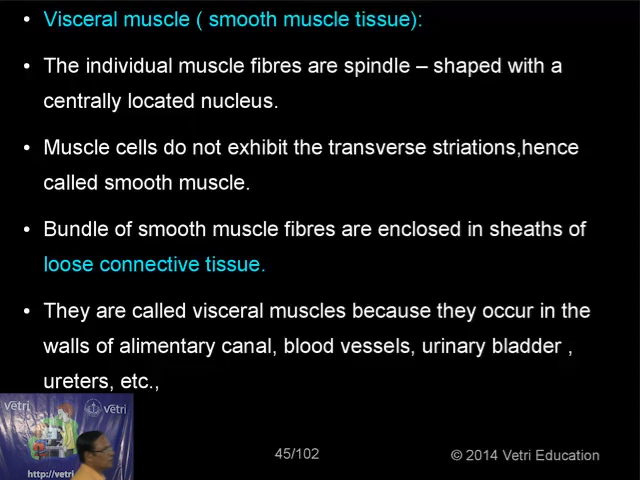 • Visceral muscle ( smooth muscle tissue):
• The individual muscle fibres are spindle – shaped with a
centrally located nucleus.
• Muscle cells do not exhibit the transverse striations,hence
called smooth muscle.
• Bundle of smooth muscle fibres are enclosed in sheaths of
loose connective tissue.
• They are called visceral muscles because they occur in the
walls of alimentary canal, blood vessels, urinary bladder ,
ureters, etc.,
Vetri
Vetri
http://vetri
45/102
© 2014 Vetri Education